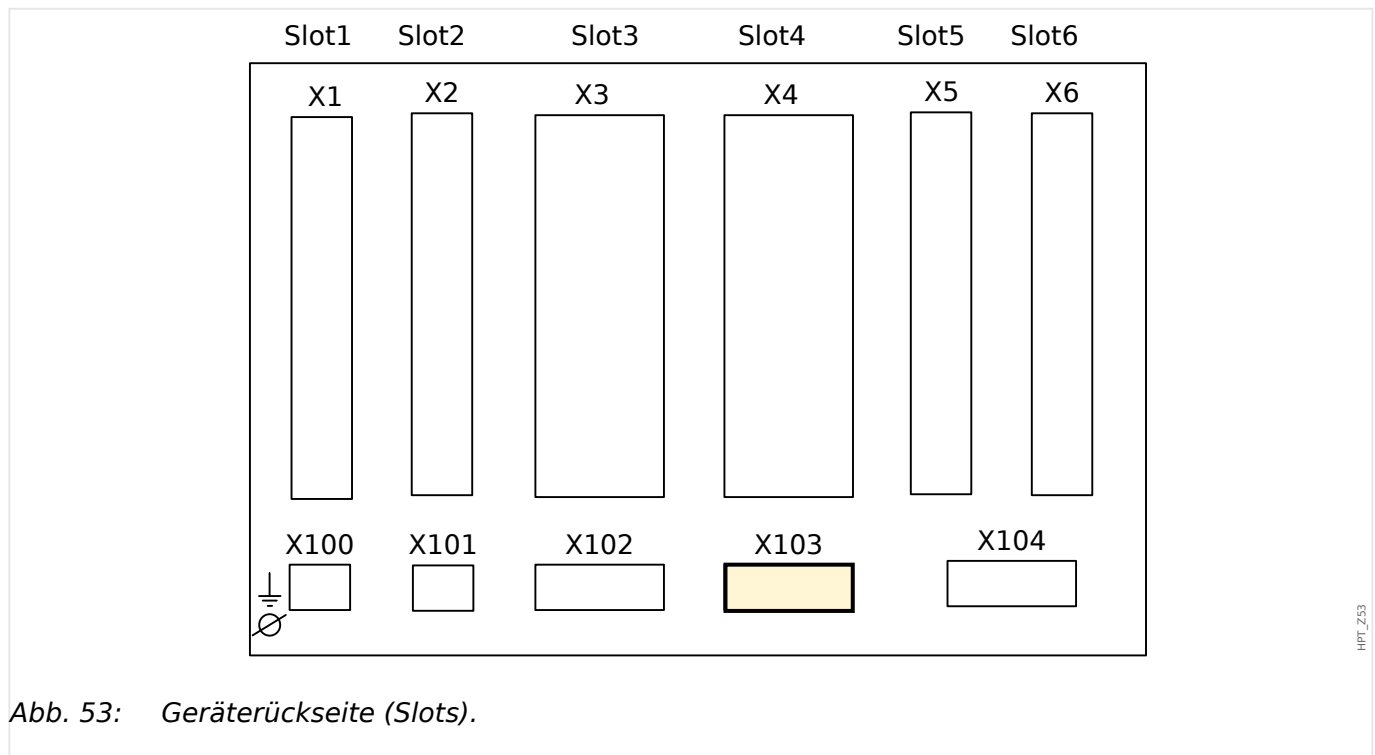 Slot1 Slot2 Slot3 Slot4 Slot5 Slot6
X1 X2 X3 X4 X5 X6
X100 X101 X102 X103 X104
HPT_Z53
Abb. 53: Geräterückseite (Slots).